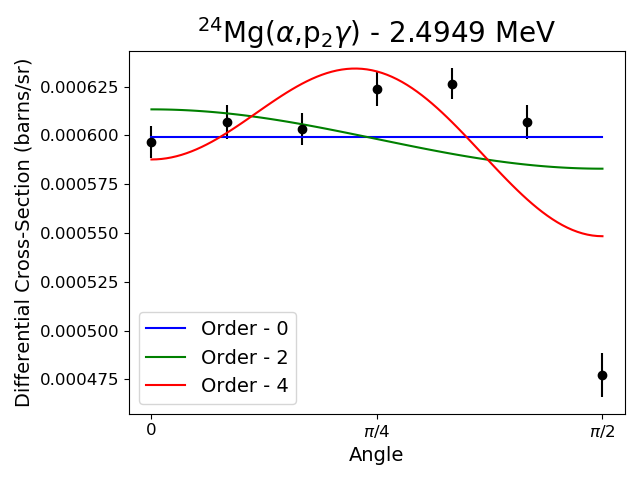 ²⁴Mg(α,p₂γ) - 2.4949 MeV
Differential Cross-Section (barns/sr)
0.000625
0.000600
0.000575
0.000550
0.000525
0.000500
0.000475
Order - 0
Order - 2
Order - 4
0 π/4 π/2
Angle